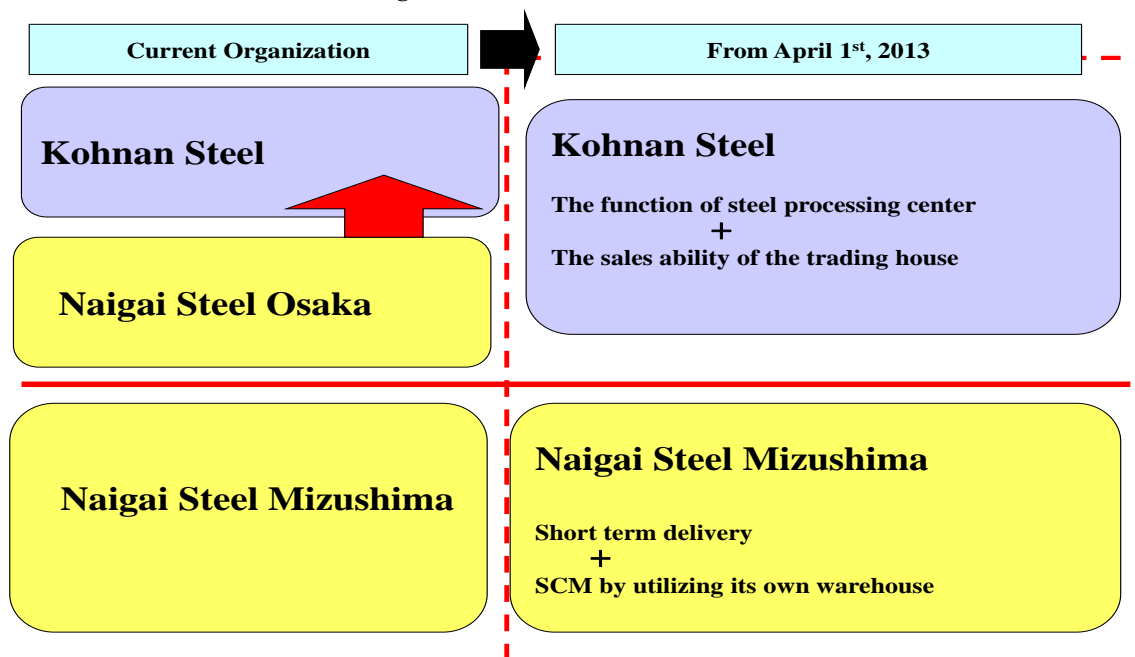 Current Organization
From April 1st, 2013
Kohnan Steel
Naigai Steel Osaka
Kohnan Steel
The function of steel processing center
+
The sales ability of the trading house
Naigai Steel Mizushima
Naigai Steel Mizushima
Short term delivery
+
SCM by utilizing its own warehouse